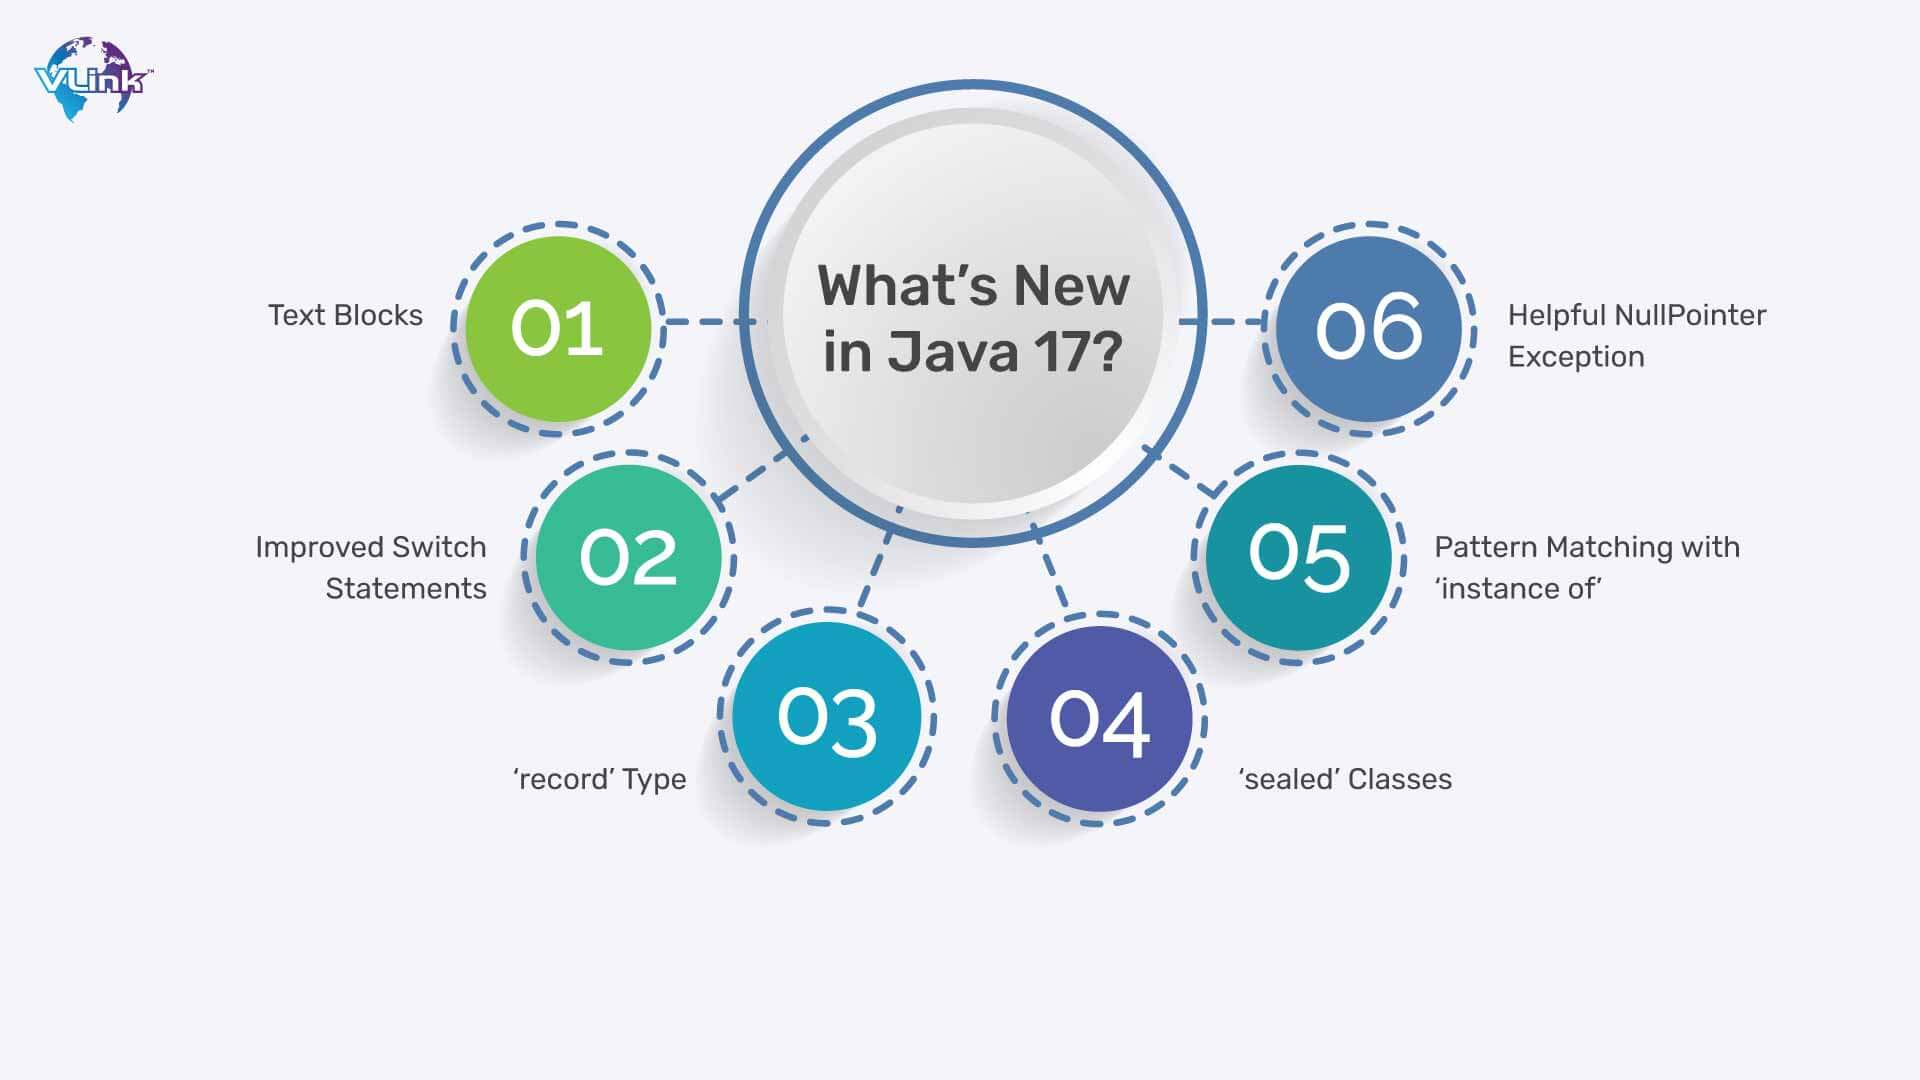 VLink™
What’s New
in Java 17?
01
Text Blocks
02
Improved Switch
Statements
03
‘record’ Type
04
‘sealed’ Classes
05
Pattern Matching with
‘instance of’
06
Helpful NullPointer
Exception